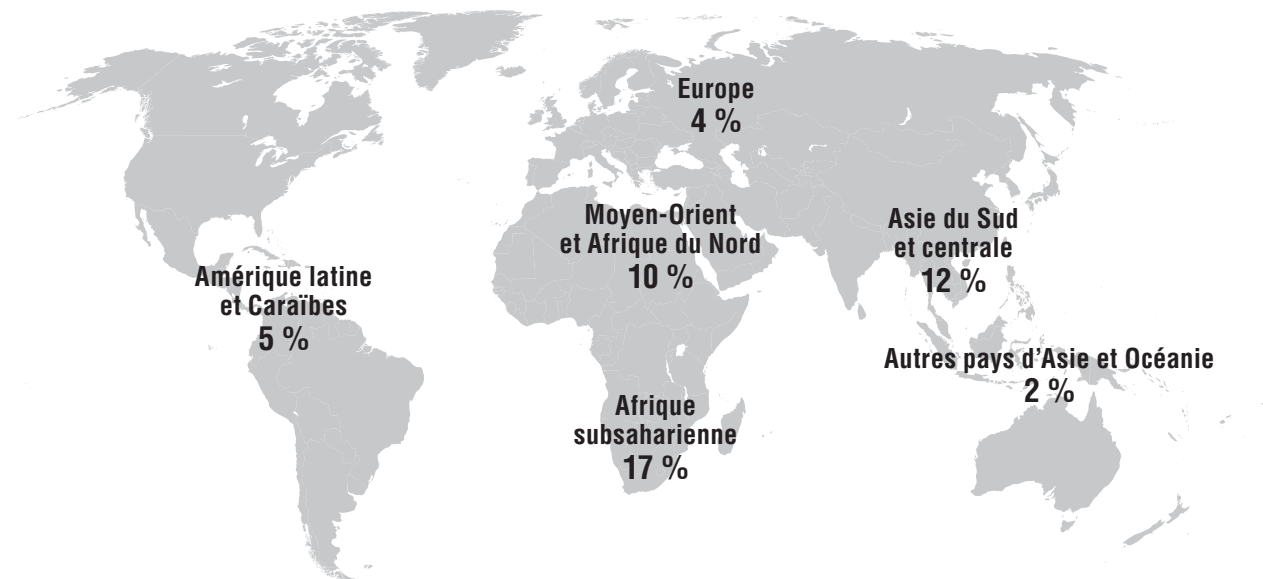 Europe
4 %
Moyen-Orient
et Afrique du Nord
10 %
Asie du Sud
et centrale
12 %
Amérique latine
et Caraïbes
5 %
Autres pays d’Asie et Océanie
2 %
Afrique
subsaharienne
17 %